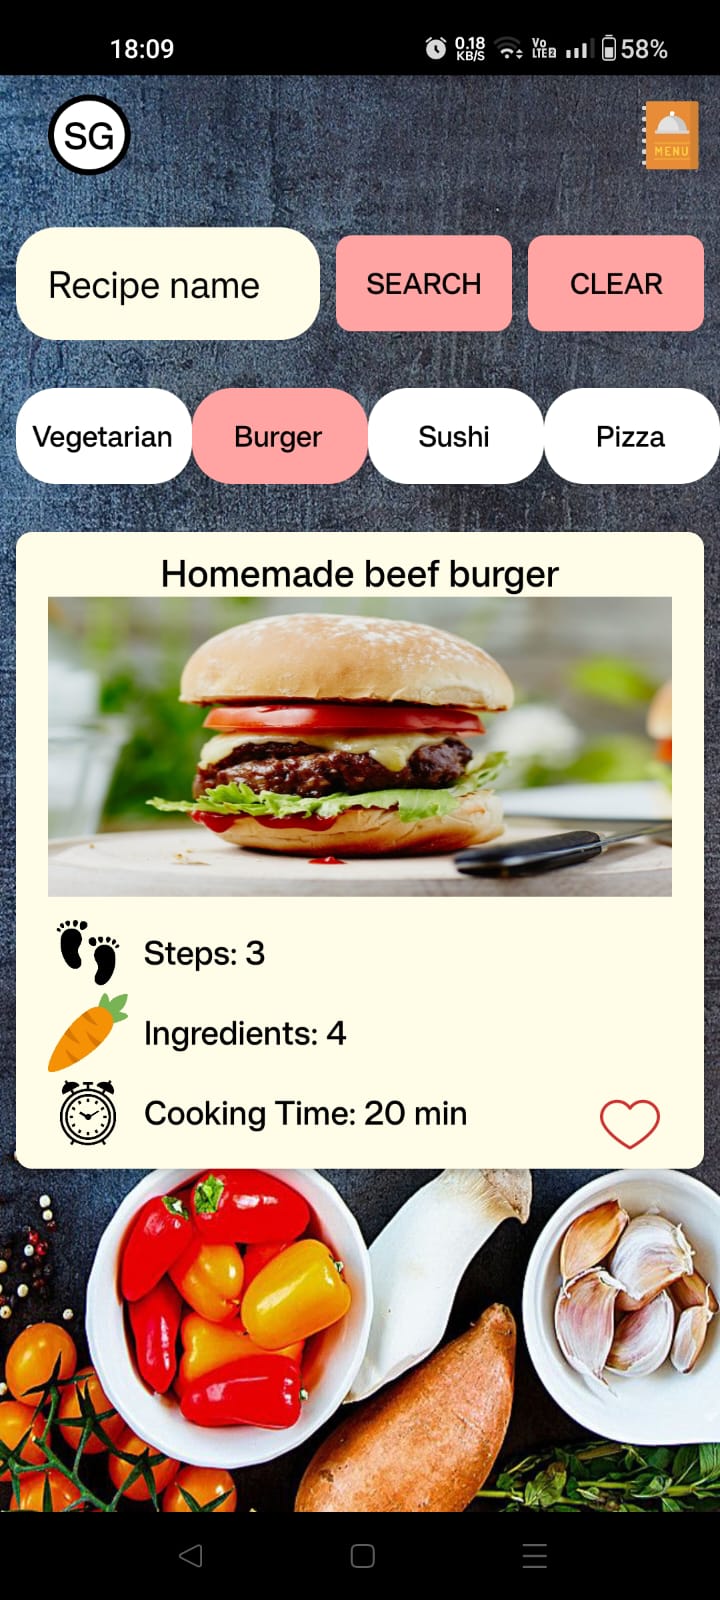 18:09 0.18 KB/S Vo LTE2 58%
SG
MENU
Recipe name SEARCH CLEAR
Vegetarian Burger Sushi Pizza
Homemade beef burger
Steps: 3
Ingredients: 4
Cooking Time: 20 min